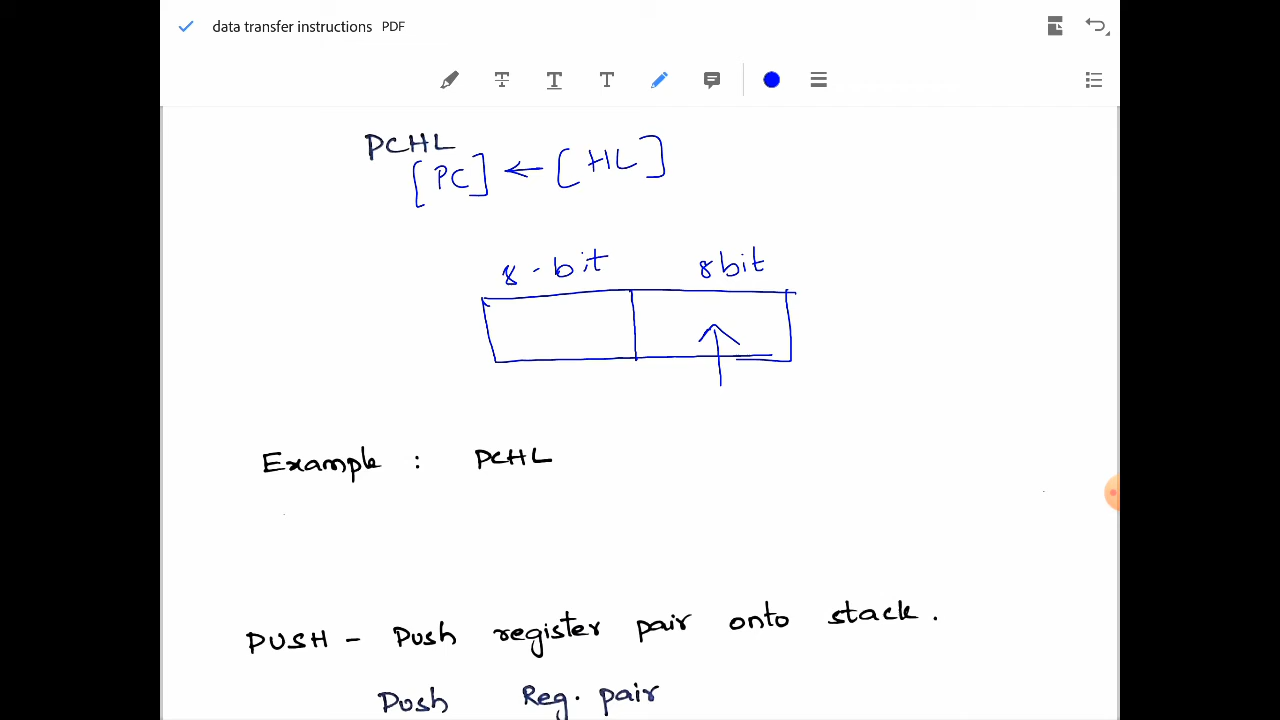 data transfer instructions PDF
PCHL
[PC] ← [HL]
8-bit 8bit
Example : PCHL
PUSH - Push register pair onto stack.
Push Reg. pair